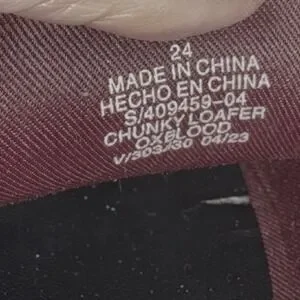 24
MADE IN CHINA
HECHO EN CHINA
S/409459-04
CHUNKY LOAFER
OXBLOOD
V/303730 04/23